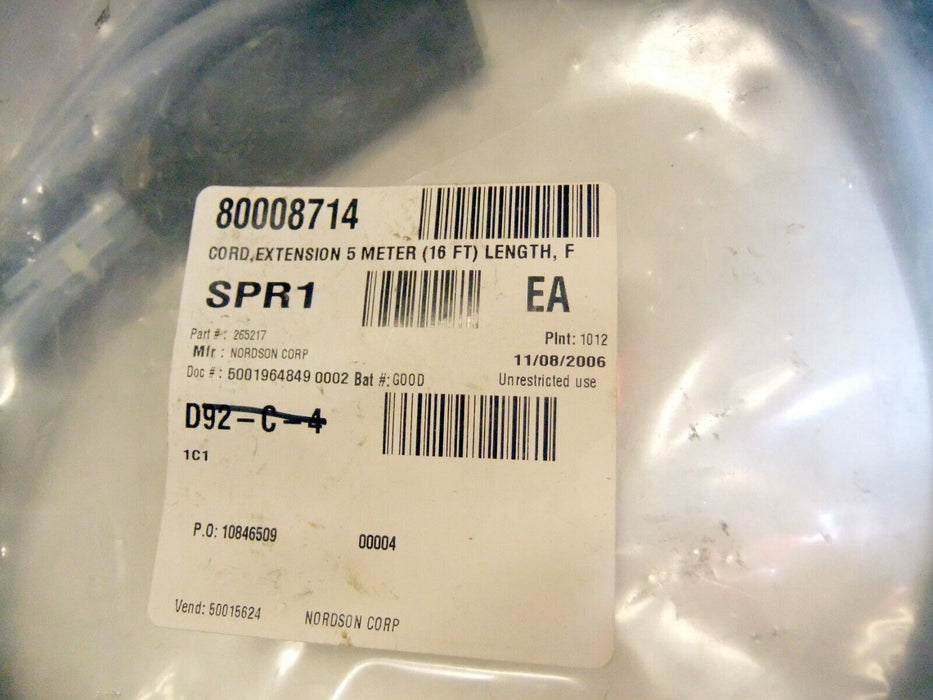 80008714
CORD,EXTENSION 5 METER (16 FT) LENGTH, F
SPR1 EA
Part #: 265217 Plnt: 1012
Mfr : NORDSON CORP 11/08/2006
Doc #: 5001964849 0002 Bat #: GOOD Unrestricted use
D92-C-4
1C1
P.O: 10846509 00004
Vend: 50015624 NORDSON CORP